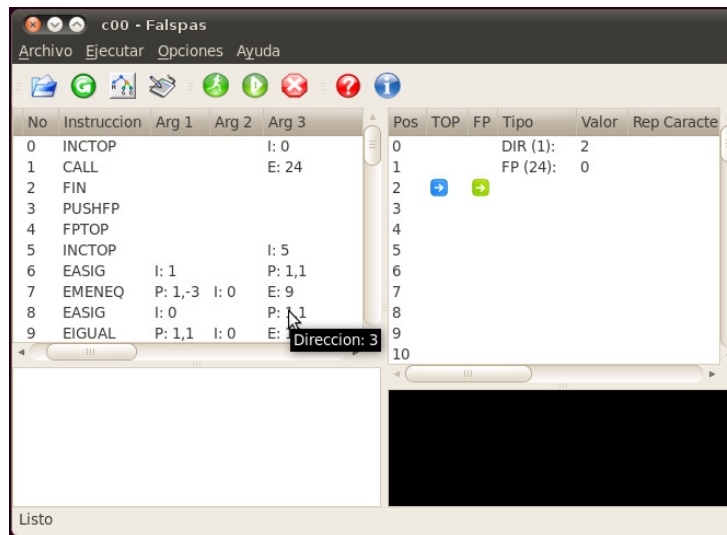 c00 - Falspas
Archivo Ejecutar Opciones Ayuda
No Instruccion Arg 1 Arg 2 Arg 3
0 INCTOP I: 0
1 CALL E: 24
2 FIN
3 PUSHFP
4 FPTOP
5 INCTOP I: 5
6 EASIG I: 1 P: 1,1
7 EMENEQ P: 1,-3 I: 0 E: 9
8 EASIG I: 0 P: 1,1
9 EIGUAL P: 1,1 I: 0
Direccion: 3
Pos TOP FP Tipo Valor Rep Caracte
0 DIR (1): 2
1 FP (24): 0
2
3
4
5
6
7
8
9
10
Listo